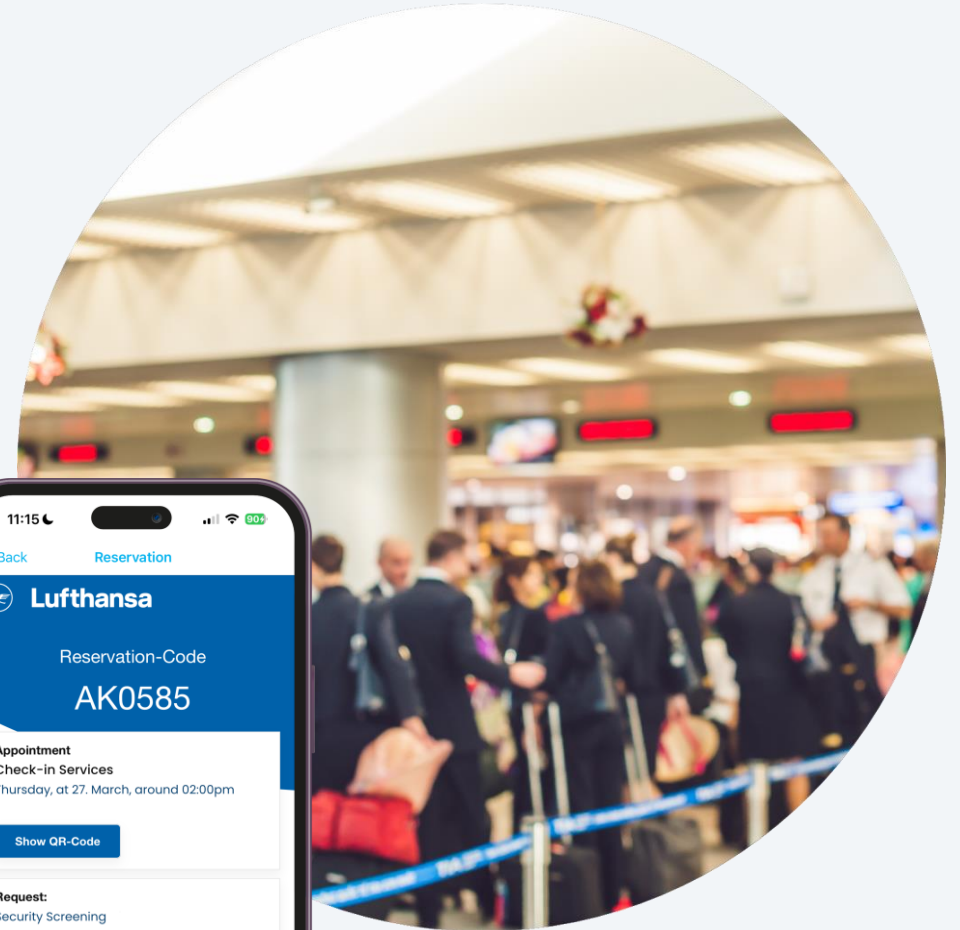 11:15
90
Back
Reservation
Lufthansa
Reservation-Code
AK0585
Appointment
Check-in Services
Thursday, at 27. March, around 02:00pm
Show QR-Code
Request:
Security Screening